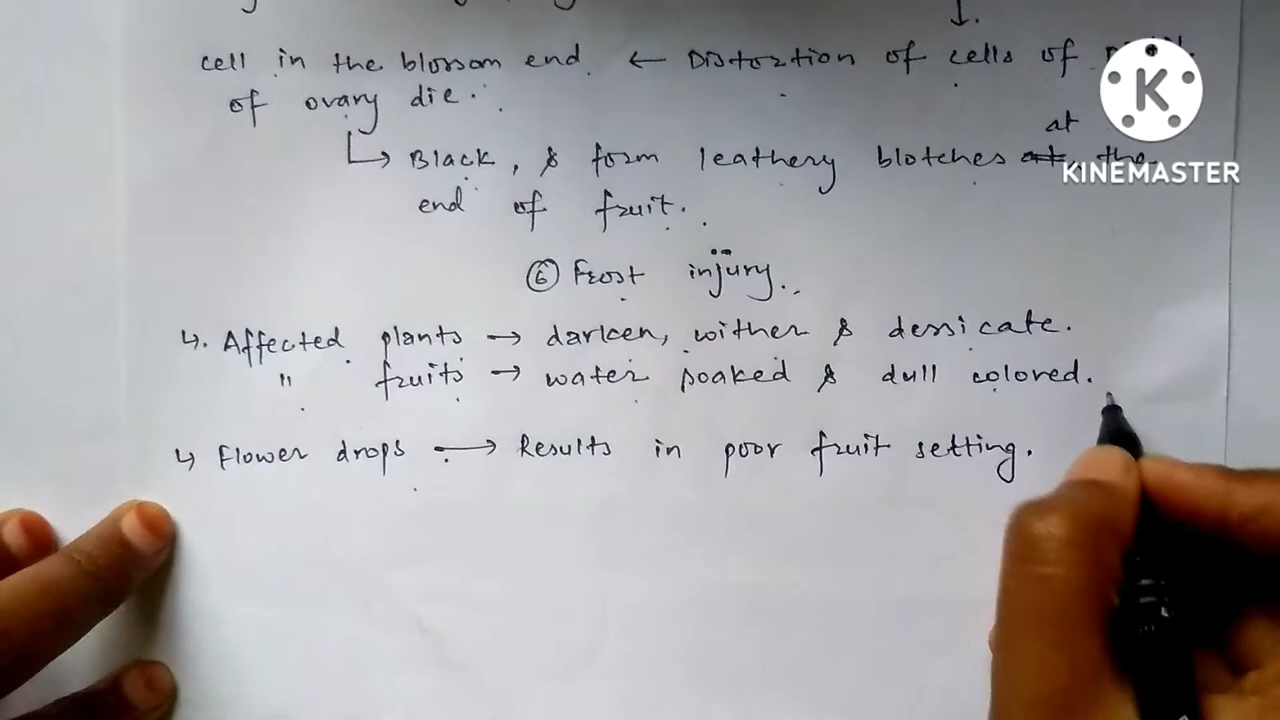 cell in the blossom end ← Distortion of cells of
of ovary die.
↳ Black, & form leathery blotches at the
end of fruit.
⑥ Frost injury.
↳. Affected plants → darken, wither & dessicate.
" fruits → water soaked & dull colored.
↳ Flower drops → Results in poor fruit setting.
K
KINEMASTER